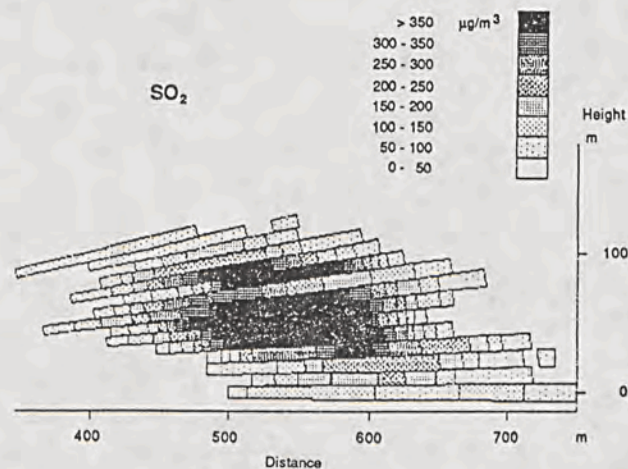 > 350 μg/m³
300 - 350
250 - 300
200 - 250
150 - 200
100 - 150
50 - 100
0 - 50
SO₂
Height
m
100
0
400 500 600 700 m
Distance